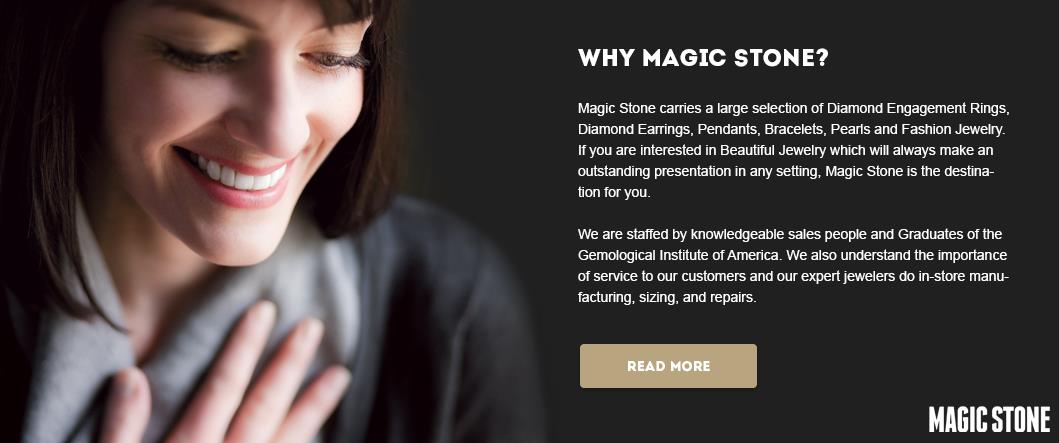 WHY MAGIC STONE?
Magic Stone carries a large selection of Diamond Engagement Rings,
Diamond Earrings, Pendants, Bracelets, Pearls and Fashion Jewelry.
If you are interested in Beautiful Jewelry which will always make an
outstanding presentation in any setting, Magic Stone is the destina-
tion for you.
We are staffed by knowledgeable sales people and Graduates of the
Gemological Institute of America. We also understand the importance
of service to our customers and our expert jewelers do in-store manu-
facturing, sizing, and repairs.
READ MORE
MAGIC STONE